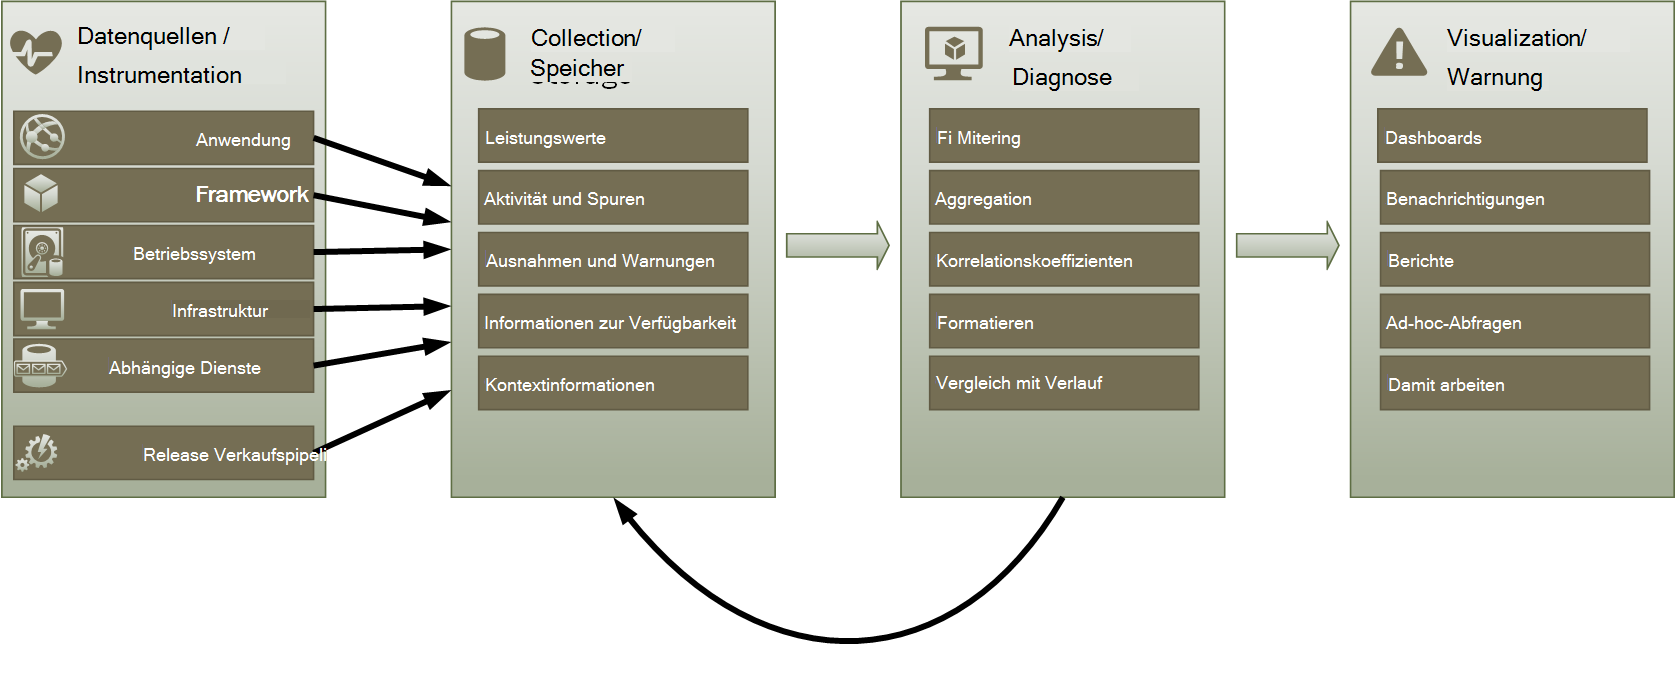 Datenquellen /
Instrumentation
Anwendung
Framework
Betriebssystem
Infrastruktur
Abhängige Dienste
Release Verkaufspipeli
Collection/
Speicher
Leistungswerte
Aktivität und Spuren
Ausnahmen und Warnungen
Informationen zur Verfügbarkeit
Kontextinformationen
Analysis/
Diagnose
Fi Mitering
Aggregation
Korrelationskoeffizienten
Formatieren
Vergleich mit Verlauf
Visualization/
Warnung
Dashboards
Benachrichtigungen
Berichte
Ad-hoc-Abfragen
Damit arbeiten